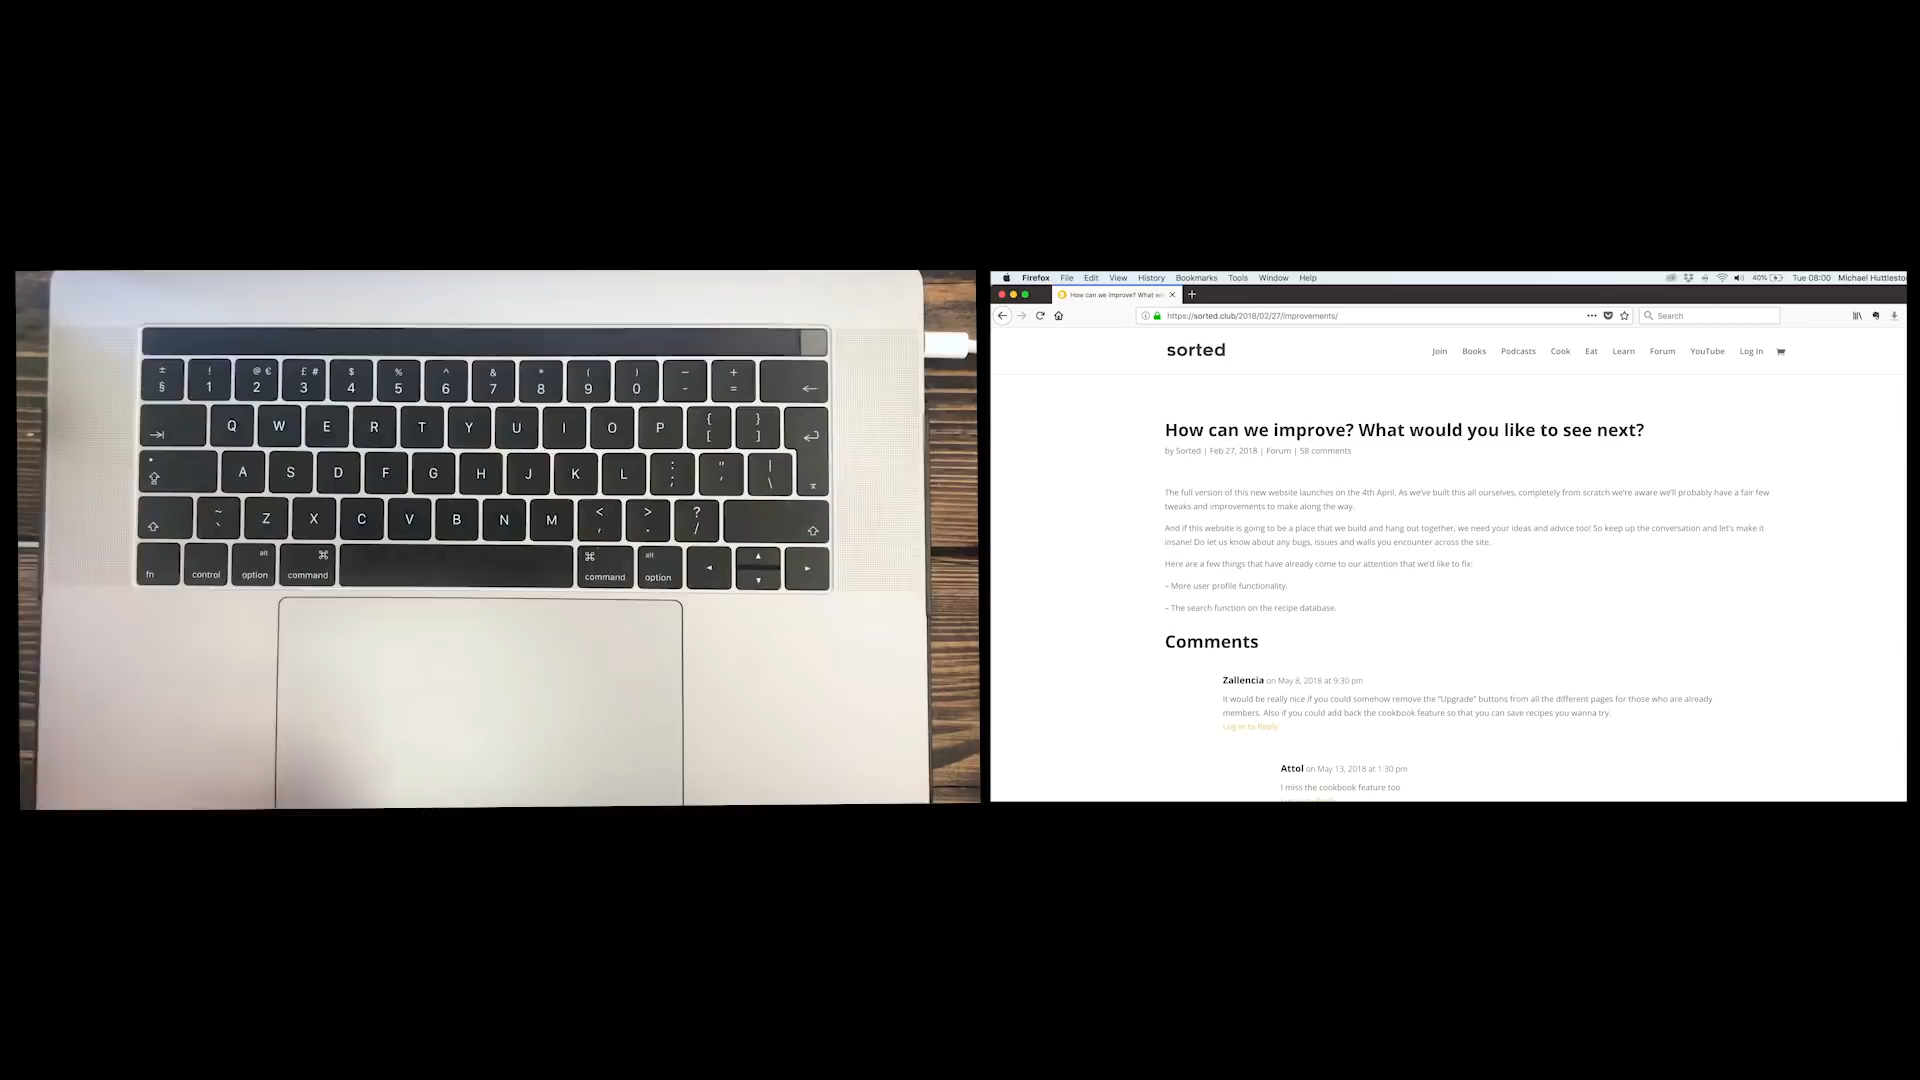 ± ! @ € £ # $ % ^ & * ( ) _ +
§ 1 2 3 4 5 6 7 8 9 0 - =
Q W E R T Y U I O P { [ } ]
A S D F G H J K L : ; " ' | \
~ ` Z X C V B N M < , > . ? /
fn control alt option ⌘ command ⌘ command alt option
Firefox File Edit View History Bookmarks Tools Window Help 40% Tue 08:00 Michael Huttlesto
How can we improve? What wo
https://sorted.club/2018/02/27/improvements/ Search
sorted Join Books Podcasts Cook Eat Learn Forum YouTube Log In
How can we improve? What would you like to see next?
by Sorted | Feb 27, 2018 | Forum | 58 comments
The full version of this new website launches on the 4th April. As we've built this all ourselves, completely from scratch we're aware we'll probably have a fair few
tweaks and improvements to make along the way.
And if this website is going to be a place that we build and hang out together, we need your ideas and advice too! So keep up the conversation and let's make it
insane! Do let us know about any bugs, issues and walls you encounter across the site.
Here are a few things that have already come to our attention that we'd like to fix:
– More user profile functionality.
– The search function on the recipe database.
Comments
Zallencia on May 8, 2018 at 9:30 pm
It would be really nice if you could somehow remove the "Upgrade" buttons from all the different pages for those who are already
members. Also if you could add back the cookbook feature so that you can save recipes you wanna try.
Log in to Reply
Attol on May 13, 2018 at 1:30 pm
I miss the cookbook feature too